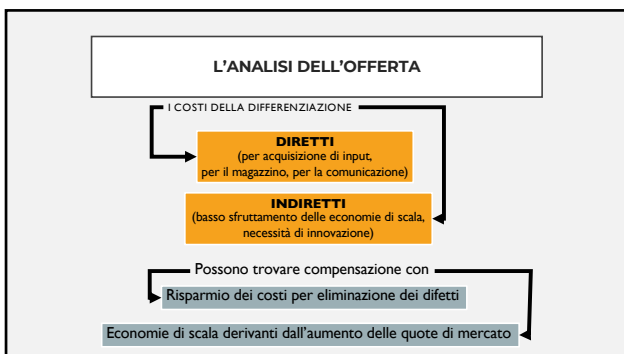 L’ANALISI DELL’OFFERTA
I COSTI DELLA DIFFERENZIAZIONE
DIRETTI
(per acquisizione di input,
per il magazzino, per la comunicazione)
INDIRETTI
(basso sfruttamento delle economie di scala,
necessità di innovazione)
Possono trovare compensazione con
Risparmio dei costi per eliminazione dei difetti
Economie di scala derivanti dall’aumento delle quote di mercato